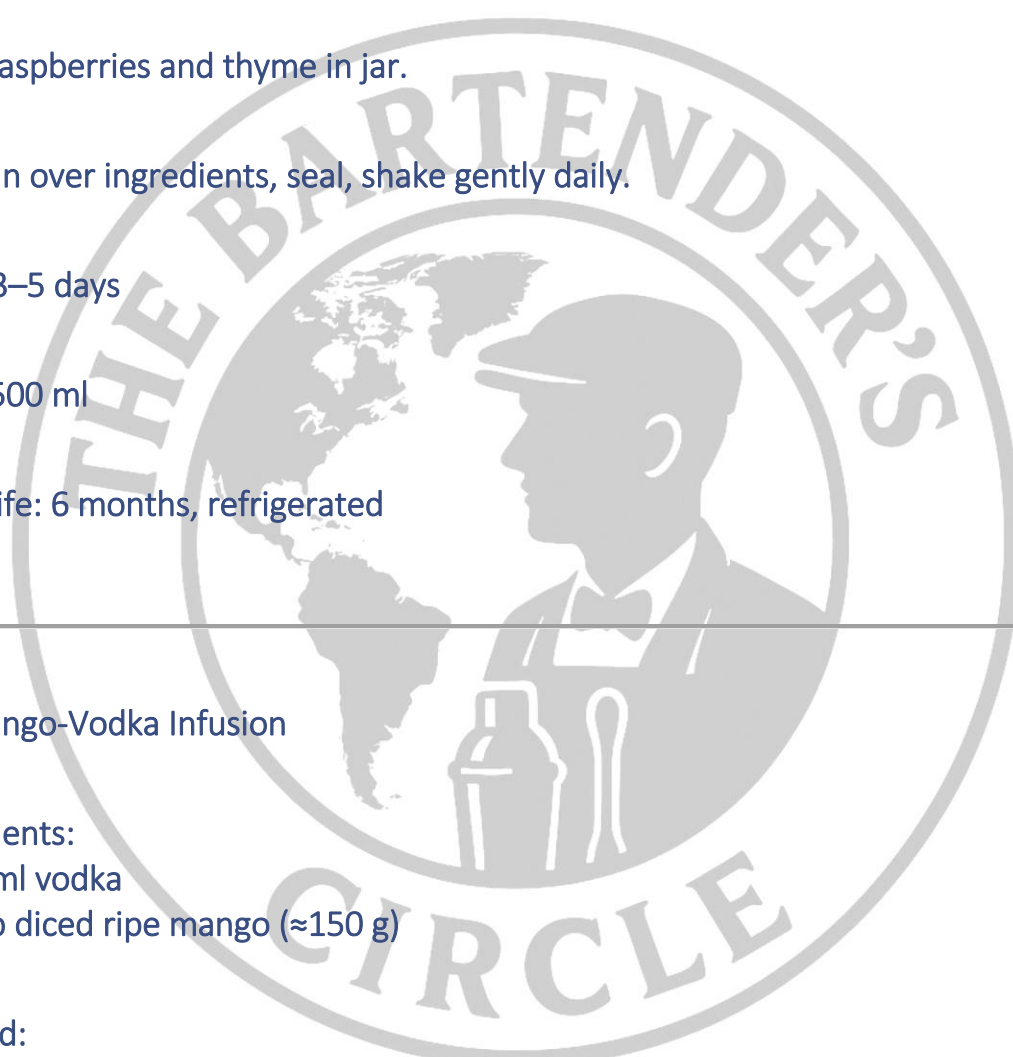 aspberries and thyme in jar.
n over ingredients, seal, shake gently daily.
3–5 days
500 ml
ife: 6 months, refrigerated
ngo-Vodka Infusion
ents:
ml vodka
diced ripe mango (≈150 g)
d:
THE BARTENDER'S
CIRCLE